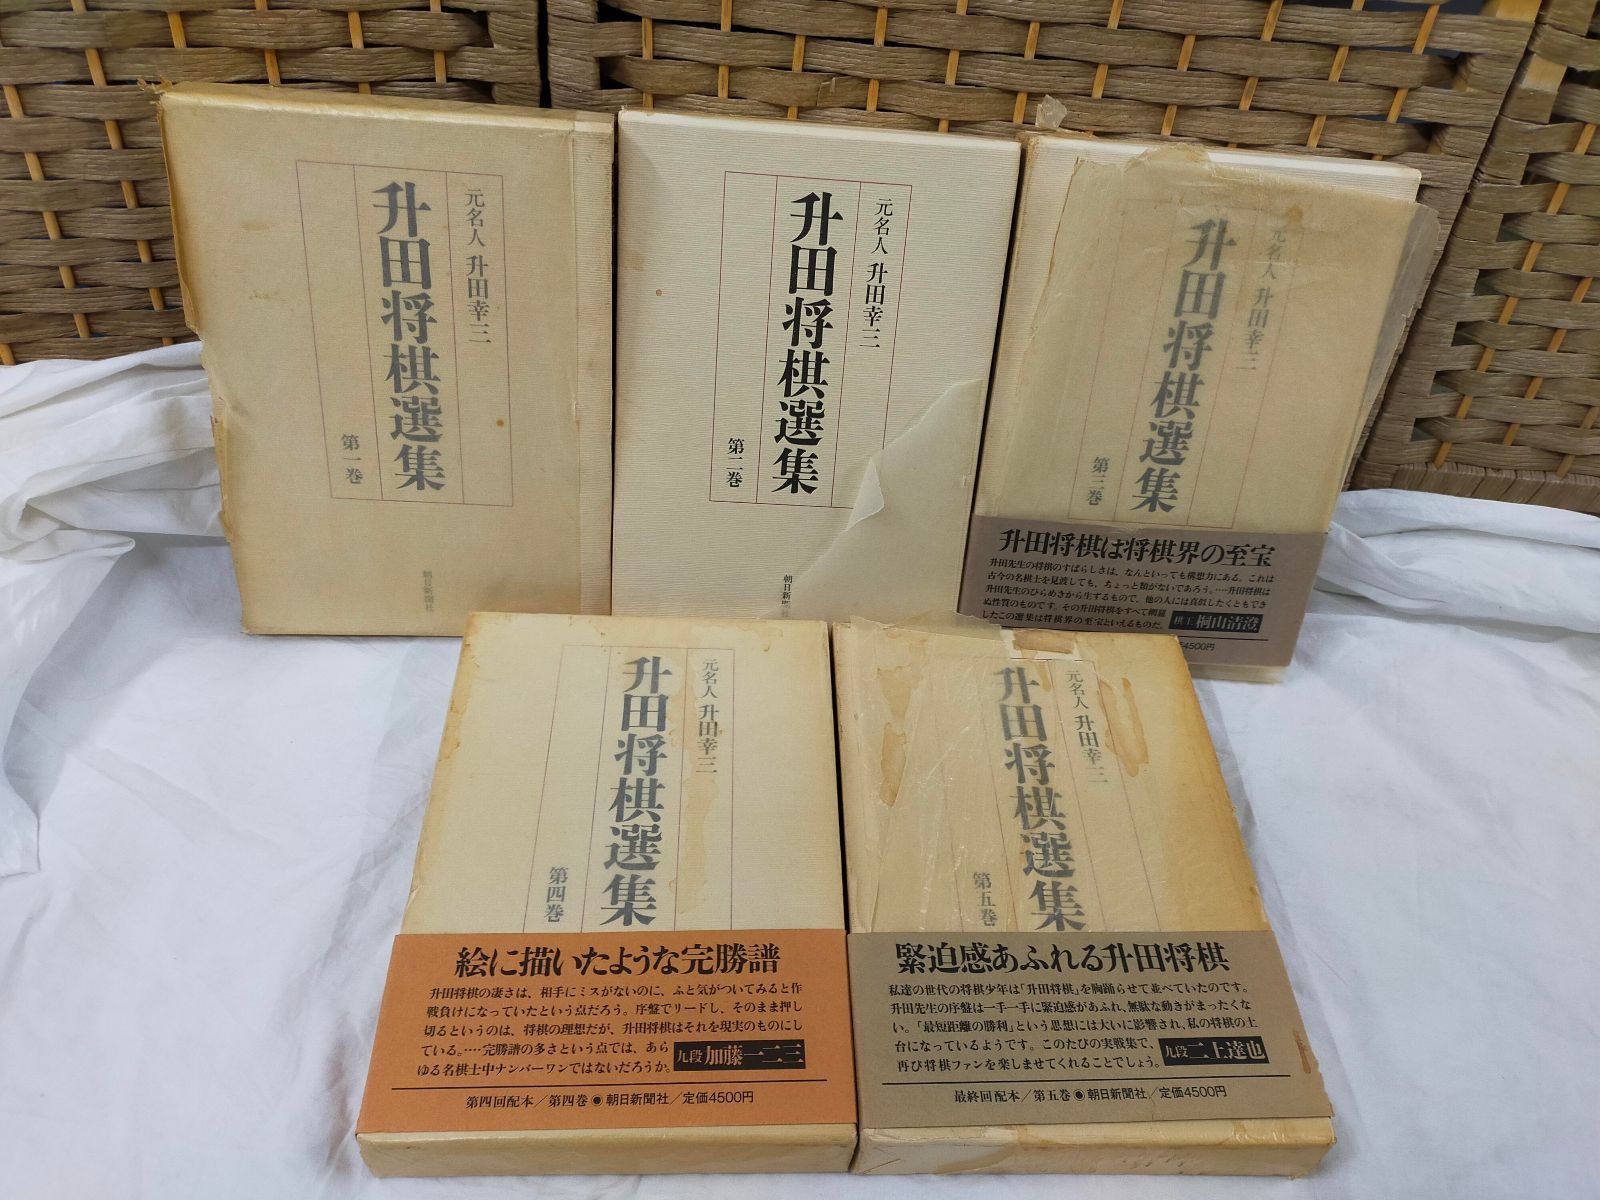 元名人 升田幸三
升田将棋選集
第一巻
朝日新聞社
元名人 升田幸三
升田将棋選集
第二巻
朝日新聞社
元名人 升田幸三
升田将棋選集
第三巻
升田将棋は将棋界の至宝
升田先生の将棋のすばらしさは、なんといっても構想力にある。これは
古今の名棋士を見渡しても、ちょっと類がないであろう。…升田将棋は
升田先生のひらめきから生ずるもので、他の人には真似したくともでき
ぬ性質のものです。その升田将棋をすべて網羅
したこの選集は将棋界の至宝といえるものだ。
棋王 桐山清澄
4500円
元名人 升田幸三
升田将棋選集
第四巻
絵に描いたような完勝譜
升田将棋の凄さは、相手にミスがないのに、ふと気がついてみると作
戦負けになっていたという点だろう。序盤でリードし、そのまま押し
切るというのは、将棋の理想だが、升田将棋はそれを現実のものにし
ている。‥‥完勝譜の多さという点では、あら
ゆる名棋士中ナンバーワンではないだろうか。
九段 加藤一二三
第四回配本／第四巻●朝日新聞社／定価4500円
元名人 升田幸三
升田将棋選集
第五巻
緊迫感あふれる升田将棋
私達の世代の将棋少年は「升田将棋」を胸踊らせて並べていたのです。
升田先生の序盤は一手一手に緊迫感があふれ、無駄な動きがまったくな
い。「最短距離の勝利」という思想には大いに影響され、私の将棋の土
台になっているようです。このたびの実戦集で、
再び将棋ファンを楽しませてくれることでしょう。
九段 二上達也
最終回配本／第五巻●朝日新聞社／定価4500円